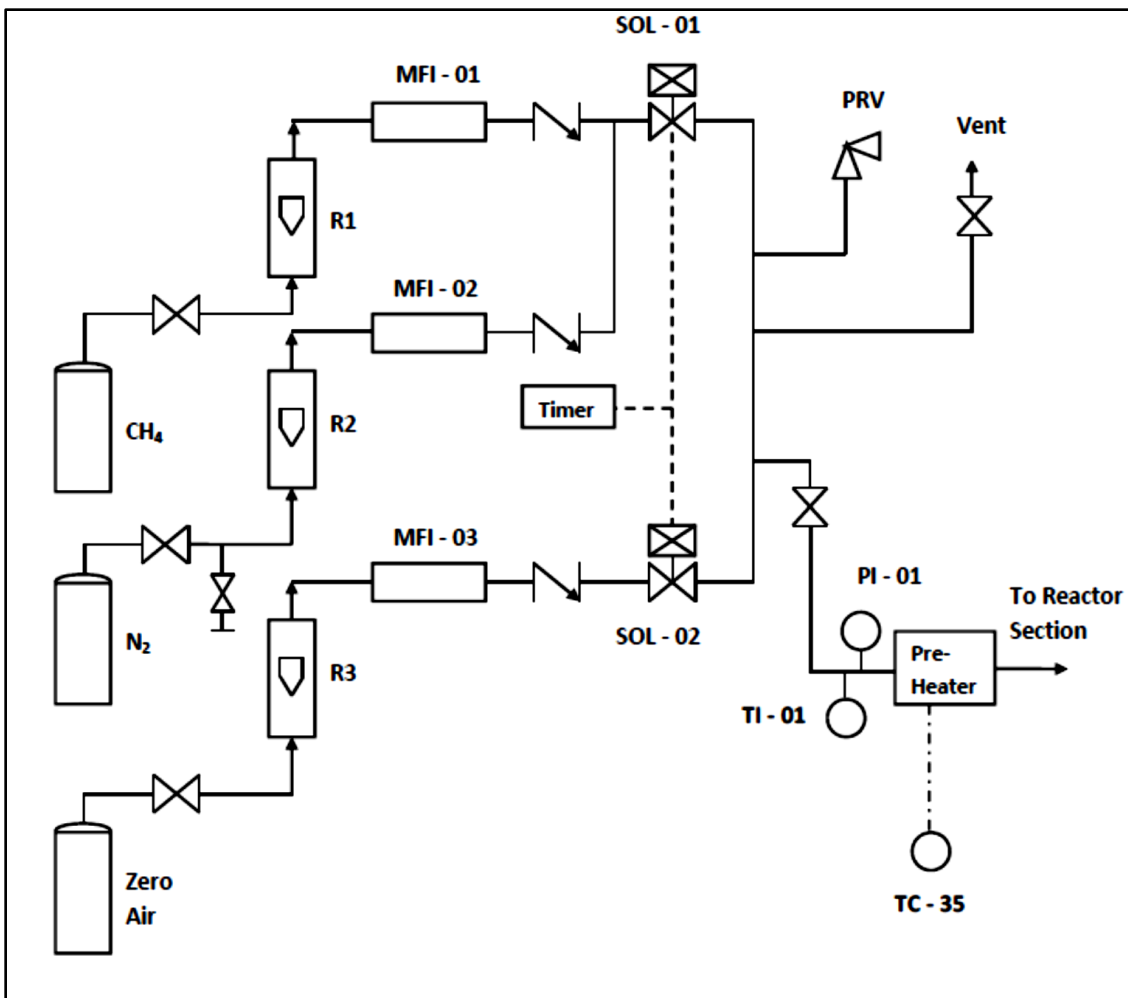 SOL - 01
MFI - 01
PRV
Vent
R1
MFI - 02
CH₄
R2
Timer
MFI - 03
N₂
SOL - 02
PI - 01
To Reactor
Section
R3
Pre-
Heater
TI - 01
Zero
Air
TC - 35